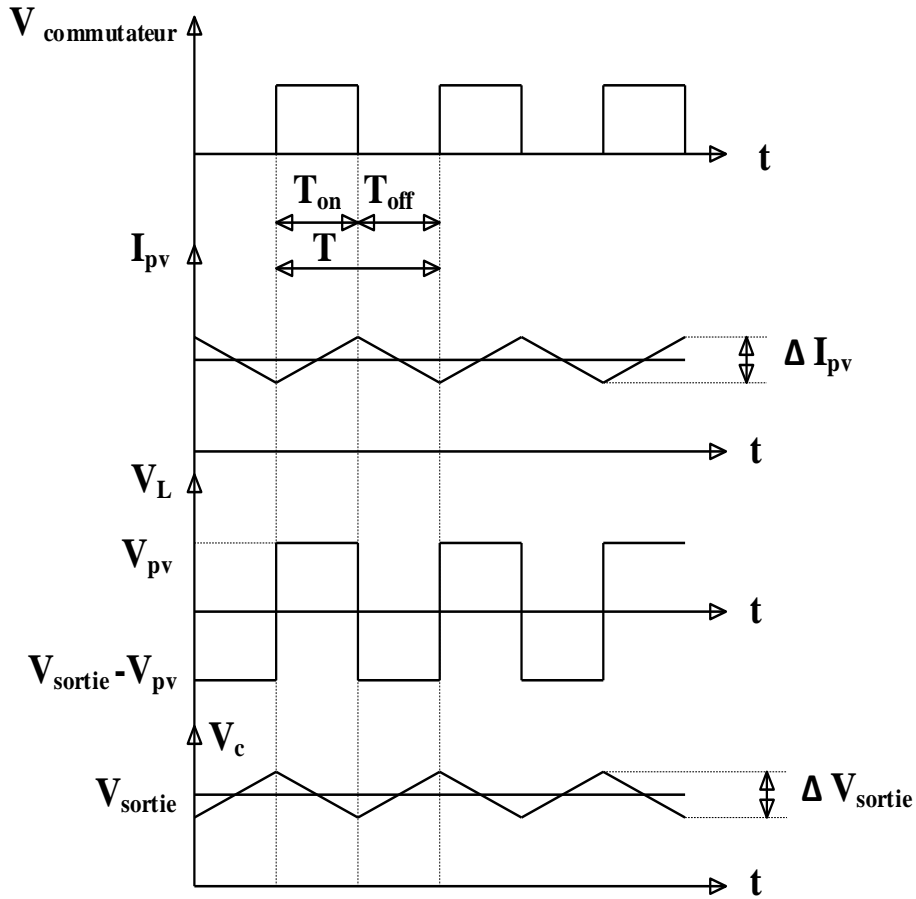 V commutateur
t
Ton Toff
Ipv T
Δ Ipv
t
VL
Vpv
t
Vsortie-Vpv
Vc
Vsortie
Δ Vsortie
t